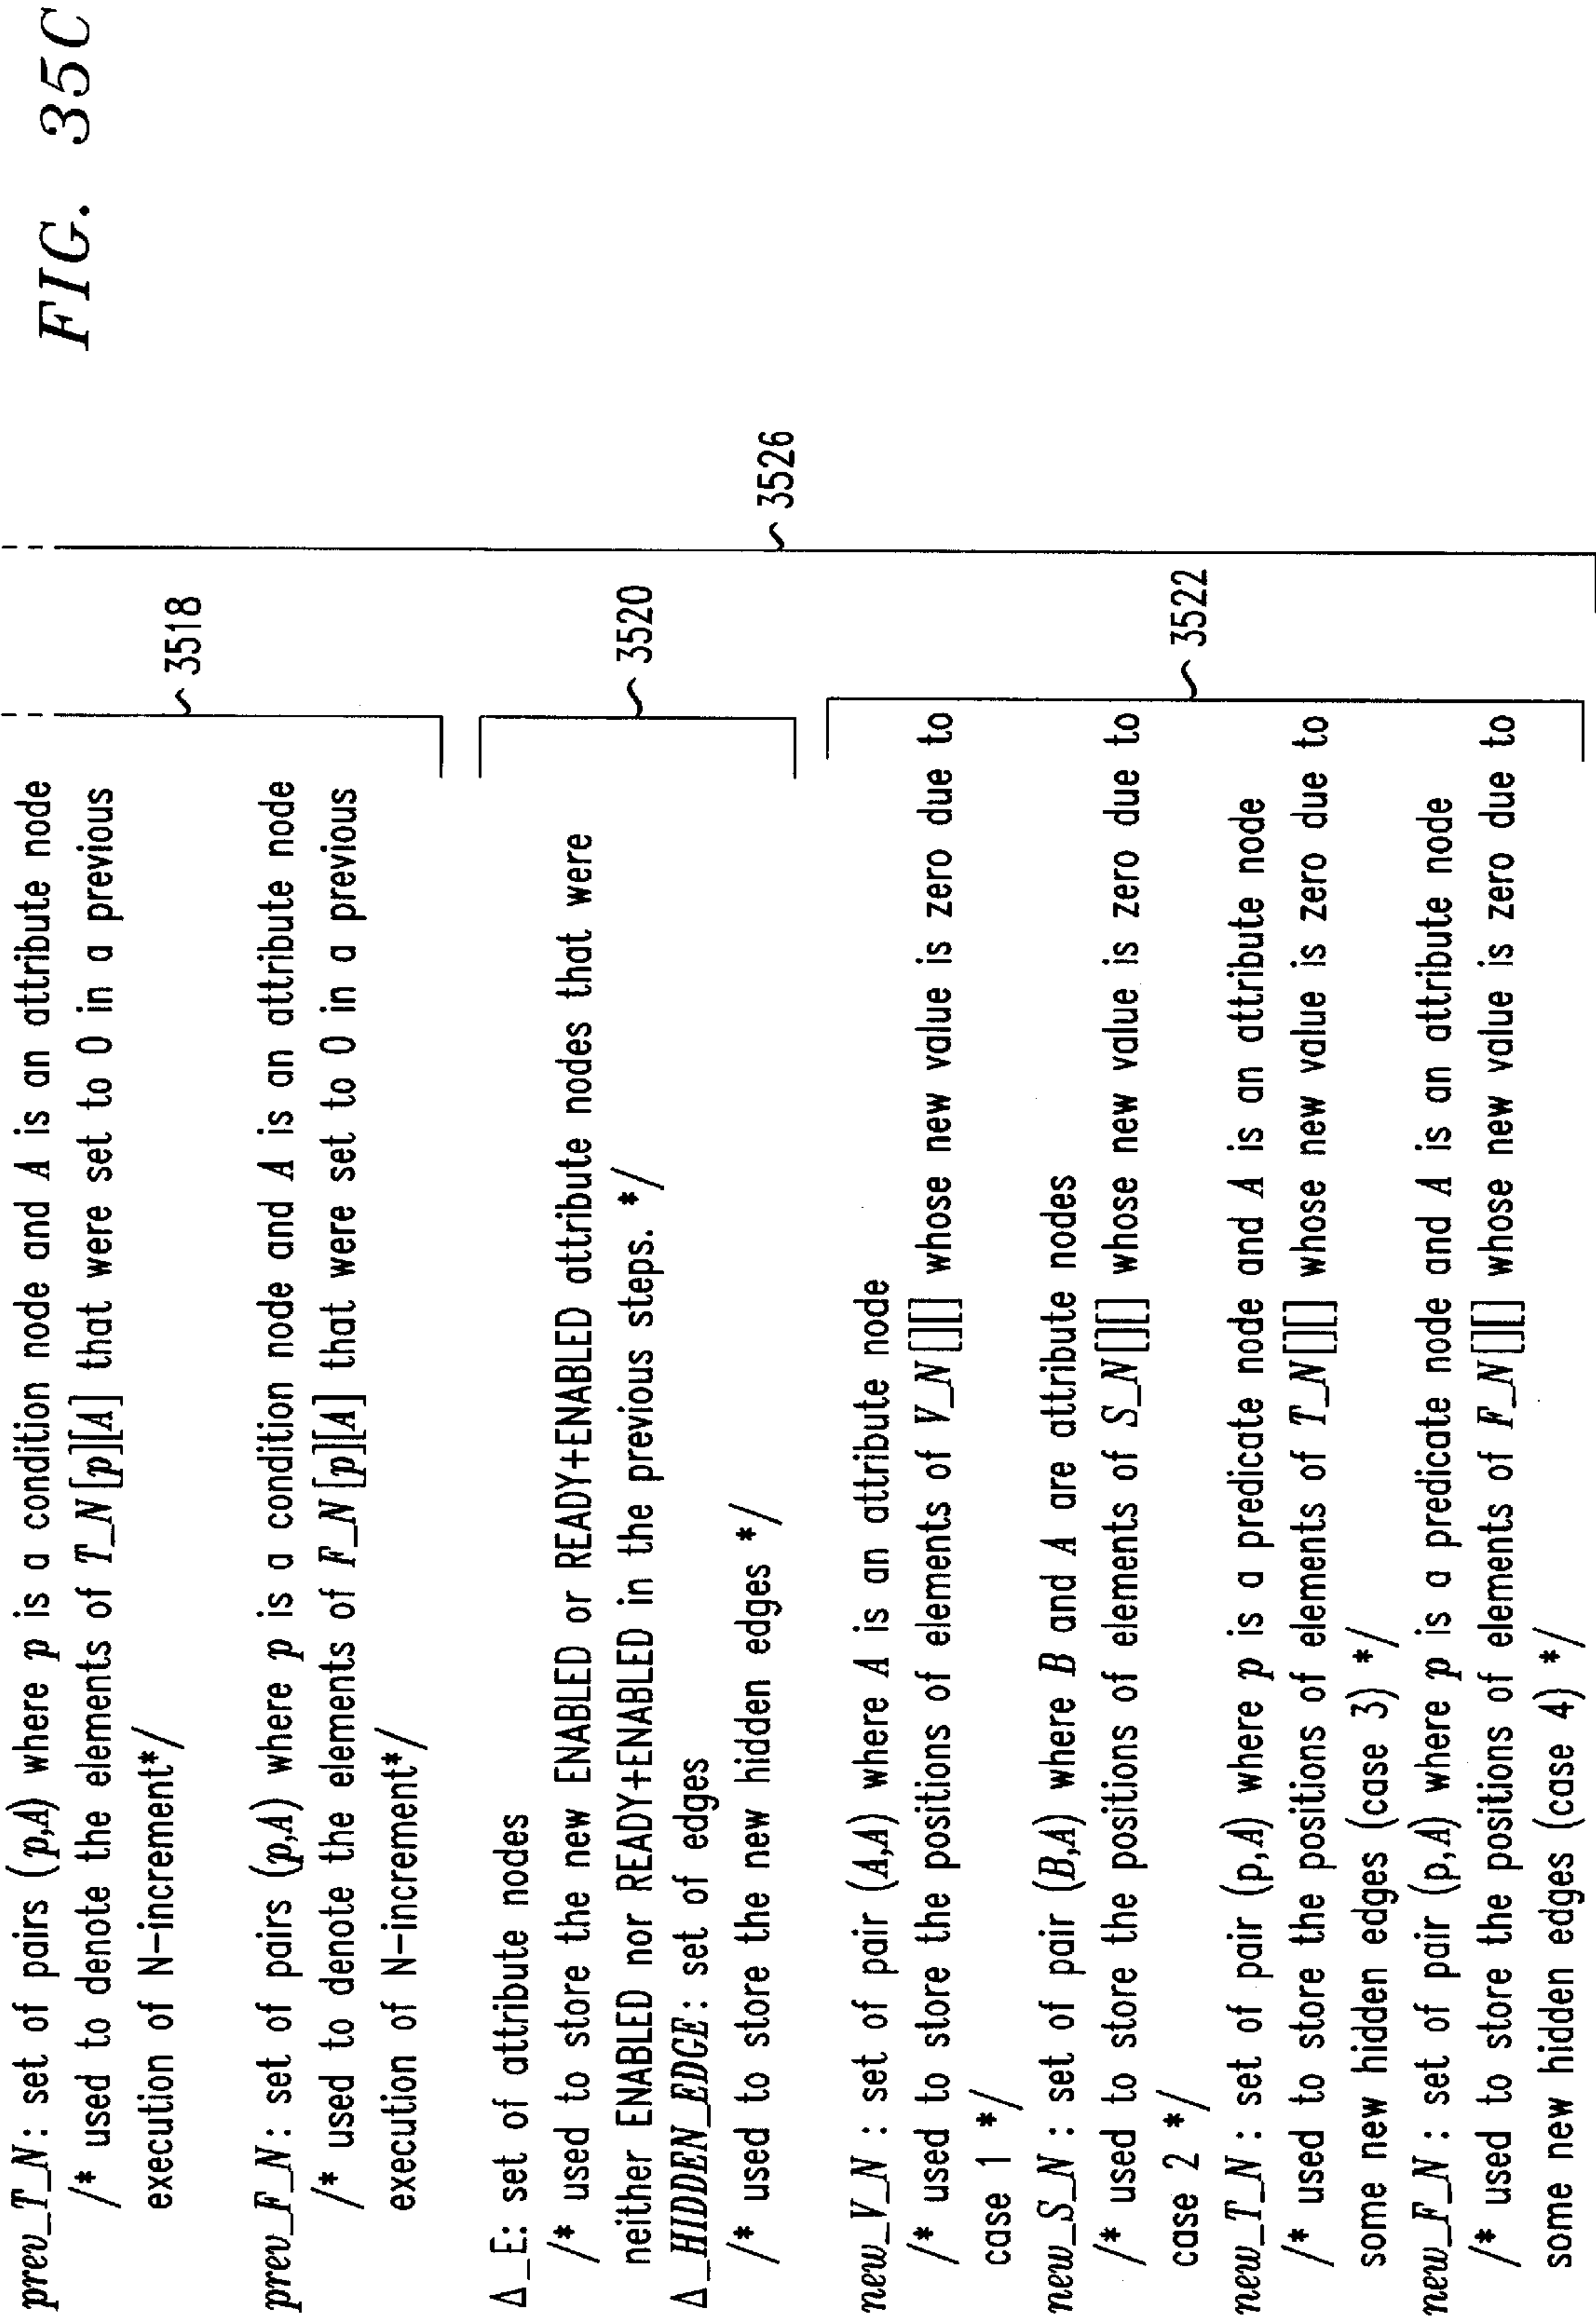 FIG. 35C
prev_T_N: set of pairs (p,A) where p is a condition node and A is an attribute node
/* used to denote the elements of T_N[p][A] that were set to 0 in a previous
execution of N-increment*/
3518
prev_F_N: set of pairs (p,A) where p is a condition node and A is an attribute node
/* used to denote the elements of F_N[p][A] that were set to 0 in a previous
execution of N-increment*/
Δ_E: set of attribute nodes
/* used to store the new ENABLED or READY+ENABLED attribute nodes that were
neither ENABLED nor READY+ENABLED in the previous steps. */
3520
Δ_HIDDEN_EDGE: set of edges
/* used to store the new hidden edges */
3526
new_V_N : set of pair (A,A) where A is an attribute node
/* used to store the positions of elements of V_N[][] whose new value is zero due to
case 1 */
new_S_N : set of pair (B,A) where B and A are attribute nodes
/* used to store the positions of elements of S_N[][] whose new value is zero due to
case 2 */
3522
new_T_N : set of pair (p,A) where p is a predicate node and A is an attribute node
/* used to store the positions of elements of T_N[][] whose new value is zero due to
some new hidden edges (case 3) */
new_F_N : set of pair (p,A) where p is a predicate node and A is an attribute node
/* used to store the positions of elements of F_N[][] whose new value is zero due to
some new hidden edges (case 4) */